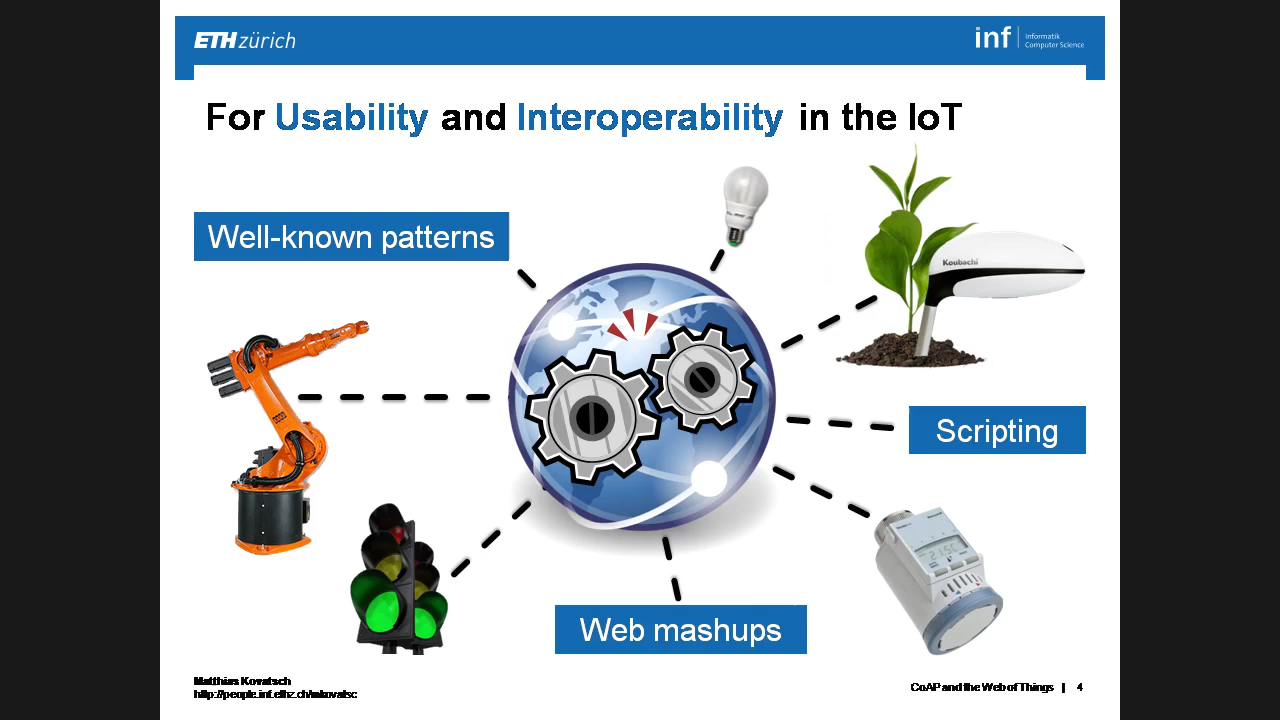 ETH zürich
inf
Informatik
Computer Science
For Usability and Interoperability in the IoT
Well-known patterns
Koubachi
Scripting
Web mashups
Matthias Kovatsch
http://people.inf.ethz.ch/mkovatsc
CoAP and the Web of Things | 4